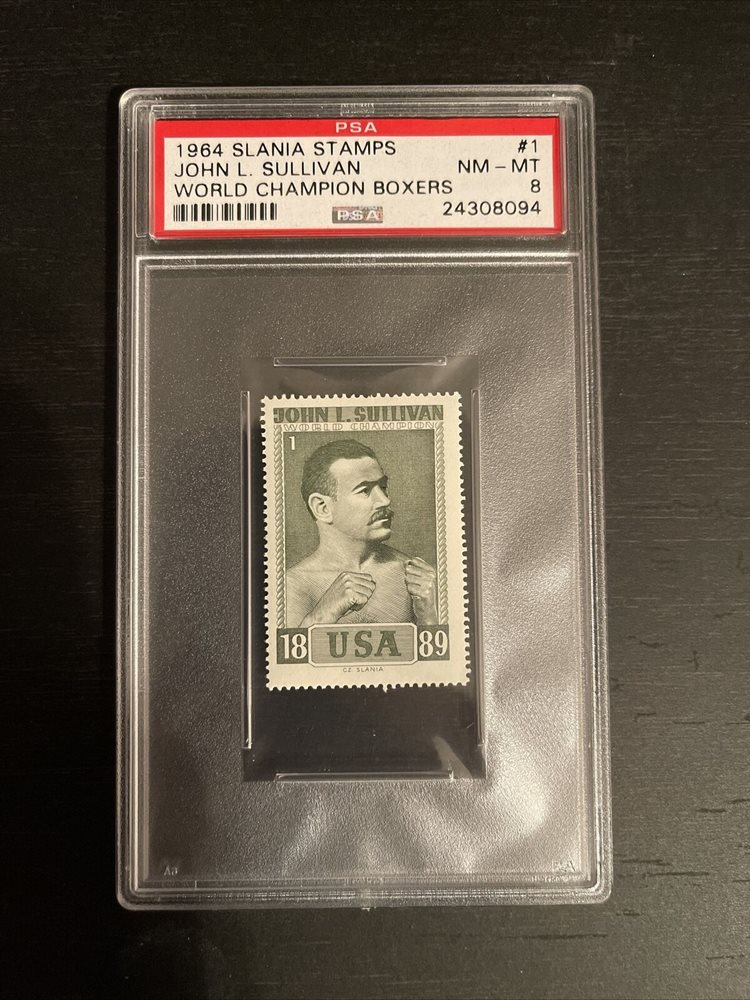 PSA
1964 SLANIA STAMPS #1
JOHN L. SULLIVAN NM - MT
WORLD CHAMPION BOXERS 8
PSA 24308094
JOHN L. SULLIVAN
WORLD CHAMPION
1
18 USA 89
CZ. SLANIA